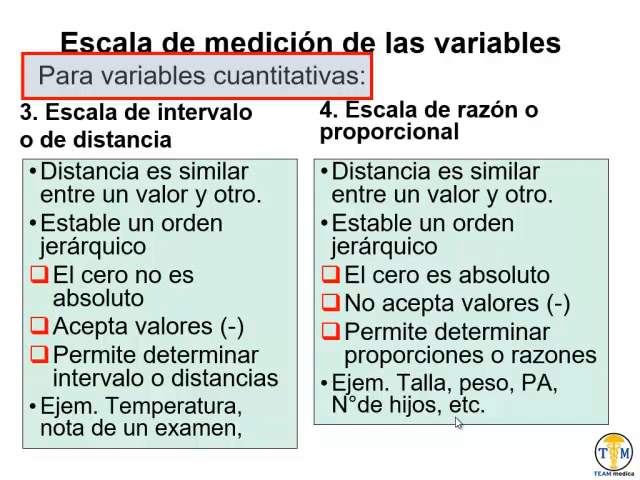 Escala de medición de las variables
Para variables cuantitativas:
3. Escala de intervalo
o de distancia
•Distancia es similar
entre un valor y otro.
•Estable un orden
jerárquico
El cero no es
absoluto
Acepta valores (-)
Permite determinar
intervalo o distancias
•Ejem. Temperatura,
nota de un examen,
4. Escala de razón o
proporcional
•Distancia es similar
entre un valor y otro.
•Estable un orden
jerárquico
El cero es absoluto
No acepta valores (-)
Permite determinar
proporciones o razones
•Ejem. Talla, peso, PA,
N°de hijos, etc.
T M
TEAM medica